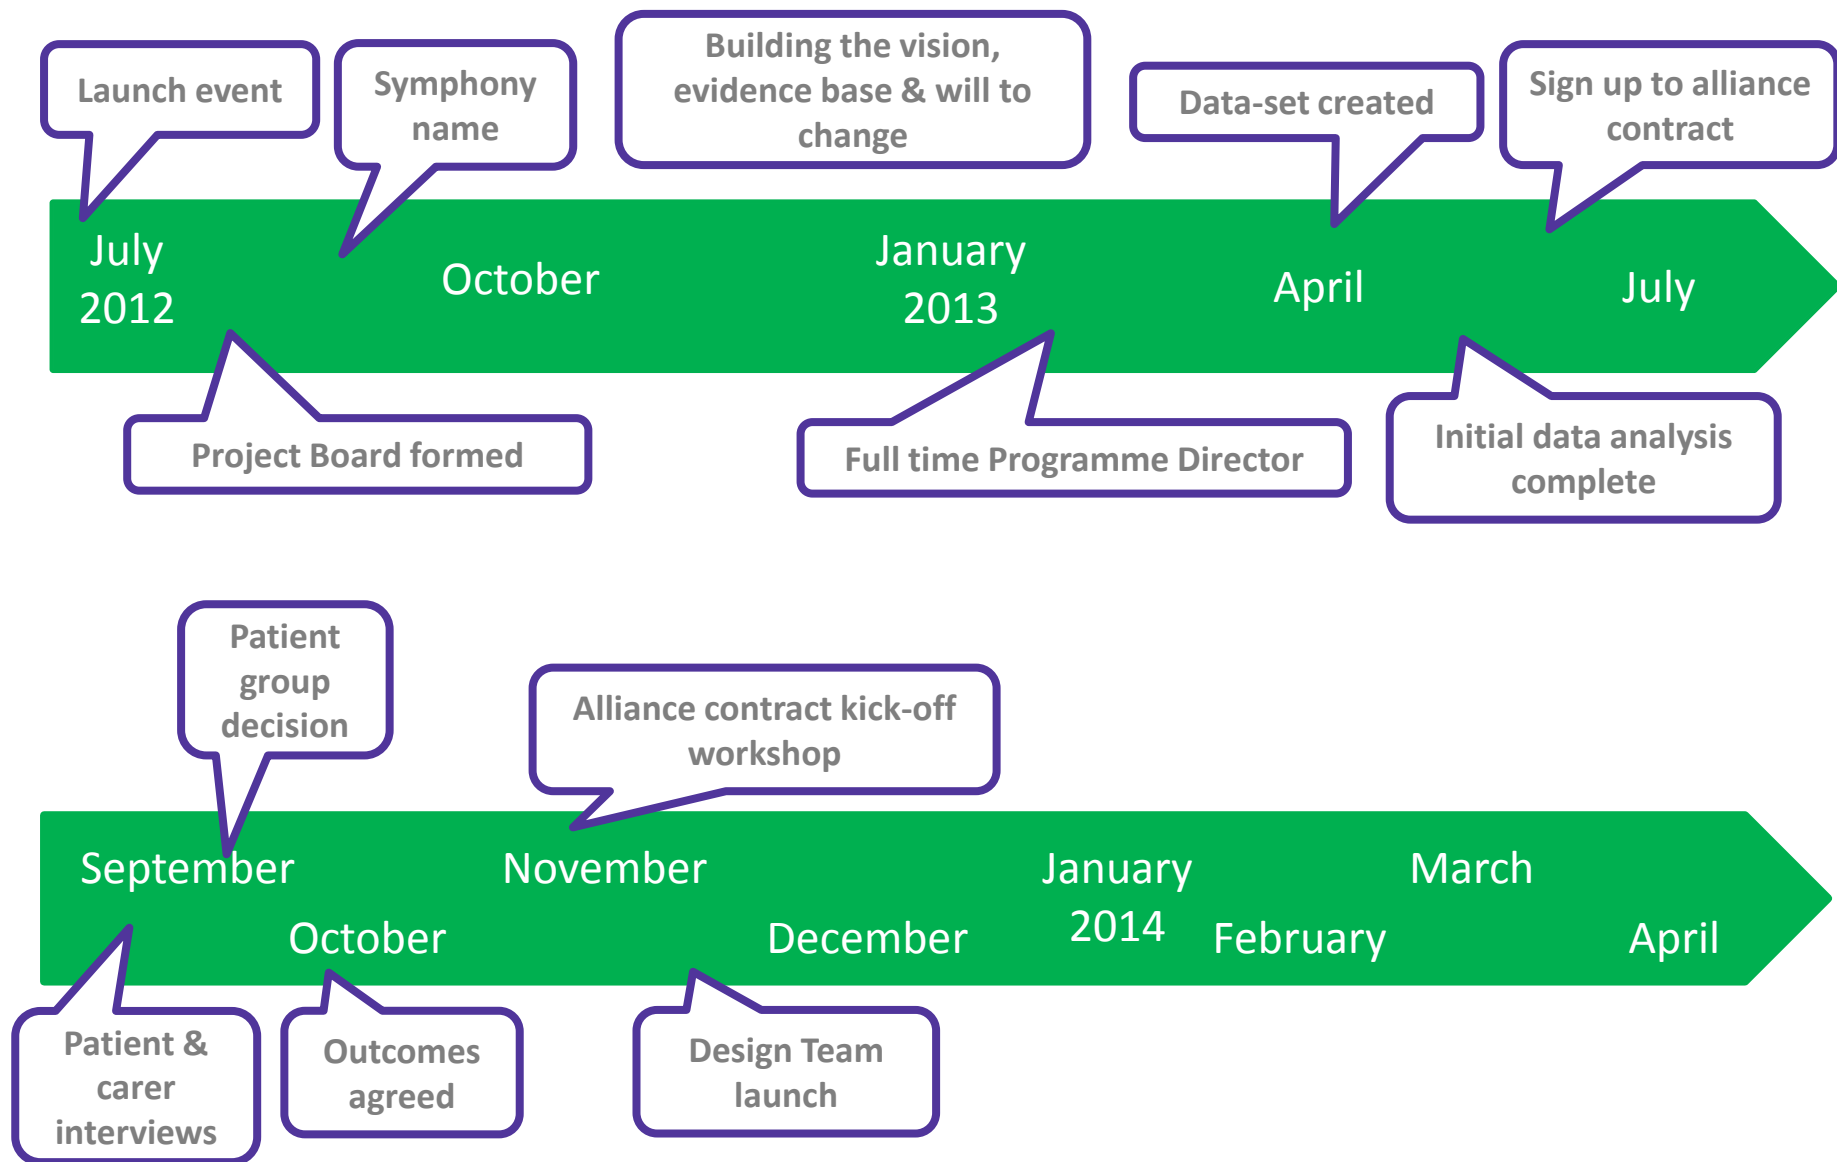 Launch event
Symphony
name
Building the vision,
evidence base & will to
change
Data-set created
Sign up to alliance
contract
July
2012
October
January
2013
April
July
Project Board formed
Full time Programme Director
Initial data analysis
complete
Patient
group
decision
Alliance contract kick-off
workshop
September
October
November
December
January
2014
February
March
April
Patient &
carer
interviews
Outcomes
agreed
Design Team
launch